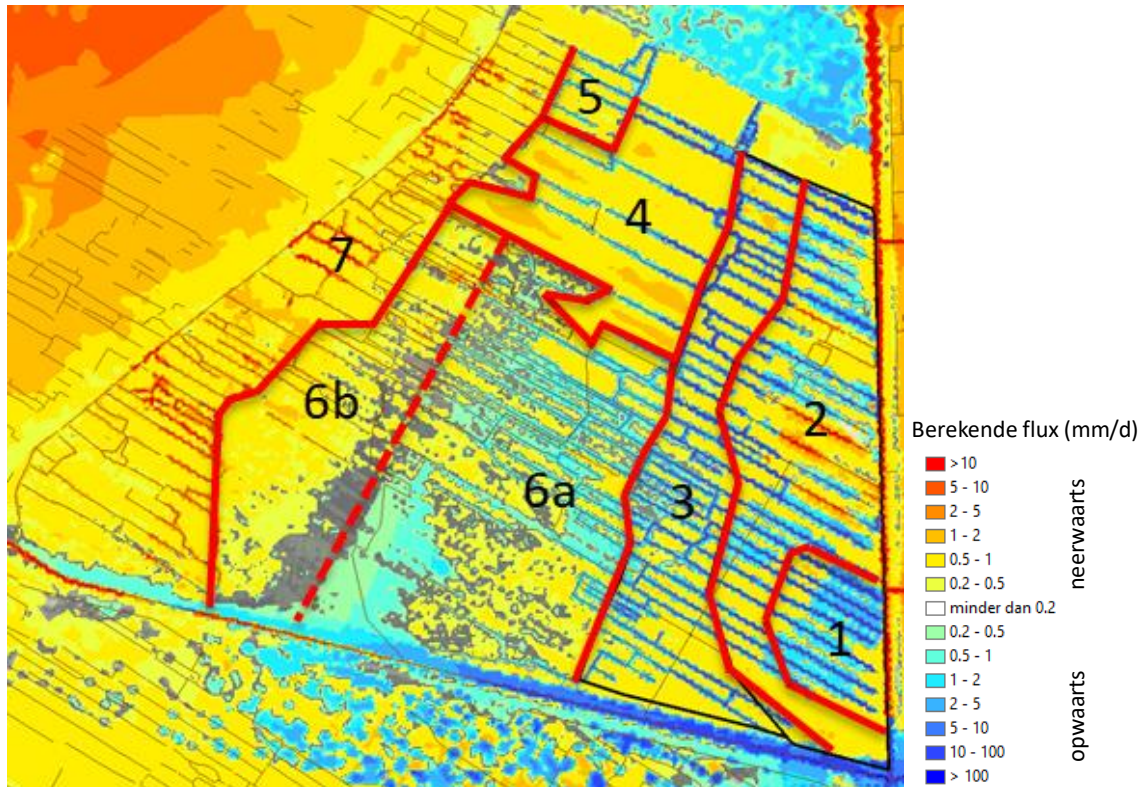 5
4
7
2
6b
6a
3
1
Berekende flux (mm/d)
>10
5 - 10
2 - 5
1 - 2
0.5 - 1
0.2 - 0.5
minder dan 0.2
0.2 - 0.5
0.5 - 1
1 - 2
2 - 5
5 - 10
10 - 100
> 100
neerwaarts
opwaarts